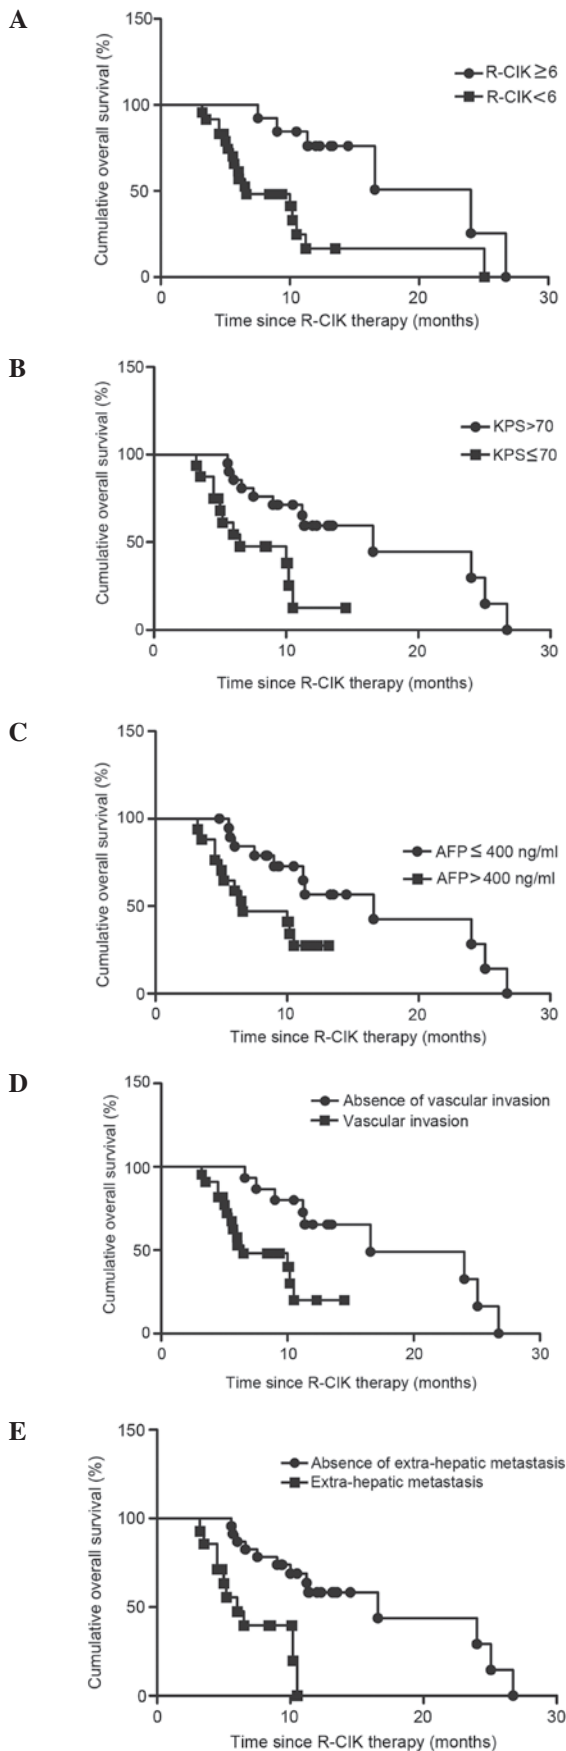 A
150
100
50
0
Cumulative overall survival (%)
R-CIK≥6
R-CIK<6
0 10 20 30
Time since R-CIK therapy (months)
B
150
100
50
0
Cumulative overall survival (%)
KPS>70
KPS≤70
0 10 20 30
Time since R-CIK therapy (months)
C
150
100
50
0
Cumulative overall survival (%)
AFP≤ 400 ng/ml
AFP>400 ng/ml
0 10 20 30
Time since R-CIK therapy (months)
D
150
100
50
0
Cumulative overall survival (%)
Absence of vascular invasion
Vascular invasion
0 10 20 30
Time since R-CIK therapy (months)
E
150
100
50
0
Cumulative overall survival (%)
Absence of extra-hepatic metastasis
Extra-hepatic metastasis
0 10 20 30
Time since R-CIK therapy (months)